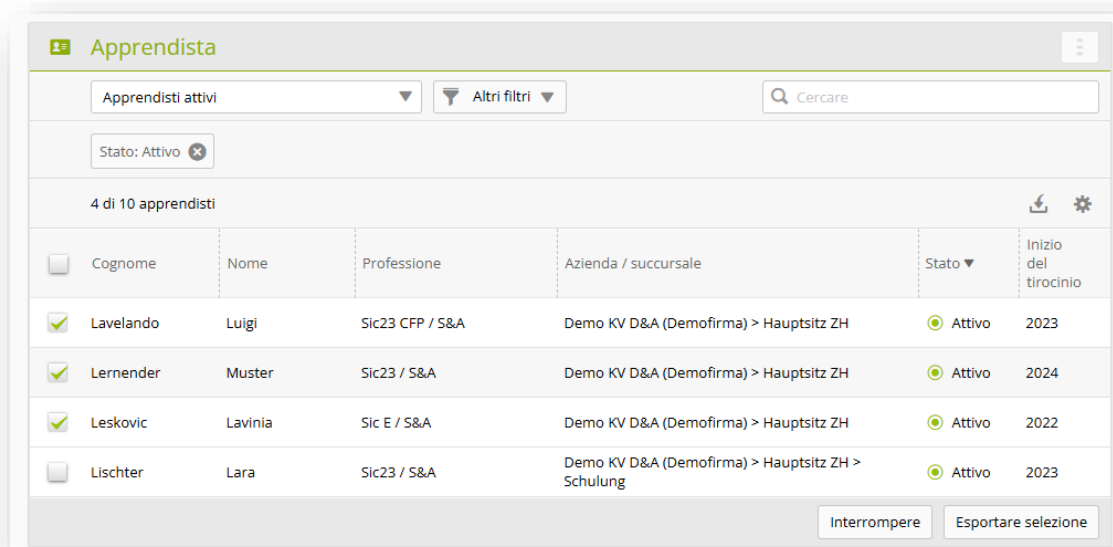 Apprendista
Apprendisti attivi
Altri filtri
Cercare
Stato: Attivo
4 di 10 apprendisti
Cognome Nome Professione Azienda / succursale Stato Inizio del tirocinio
Lavelando Luigi Sic23 CFP / S&A Demo KV D&A (Demofirma) > Hauptsitz ZH Attivo 2023
Lernender Muster Sic23 / S&A Demo KV D&A (Demofirma) > Hauptsitz ZH Attivo 2024
Leskovic Lavinia Sic E / S&A Demo KV D&A (Demofirma) > Hauptsitz ZH Attivo 2022
Lischter Lara Sic23 / S&A Demo KV D&A (Demofirma) > Hauptsitz ZH > Schulung Attivo 2023
Interrompere Esportare selezione